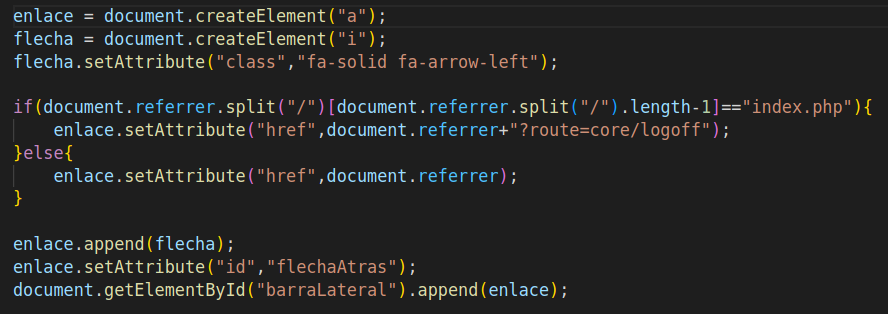 enlace = document.createElement("a");
flecha = document.createElement("i");
flecha.setAttribute("class","fa-solid fa-arrow-left");
if(document.referrer.split("/")[document.referrer.split("/").length-1]=="index.php"){
enlace.setAttribute("href",document.referrer+"?route=core/logoff");
}else{
enlace.setAttribute("href",document.referrer);
}
enlace.append(flecha);
enlace.setAttribute("id","flechaAtras");
document.getElementById("barraLateral").append(enlace);